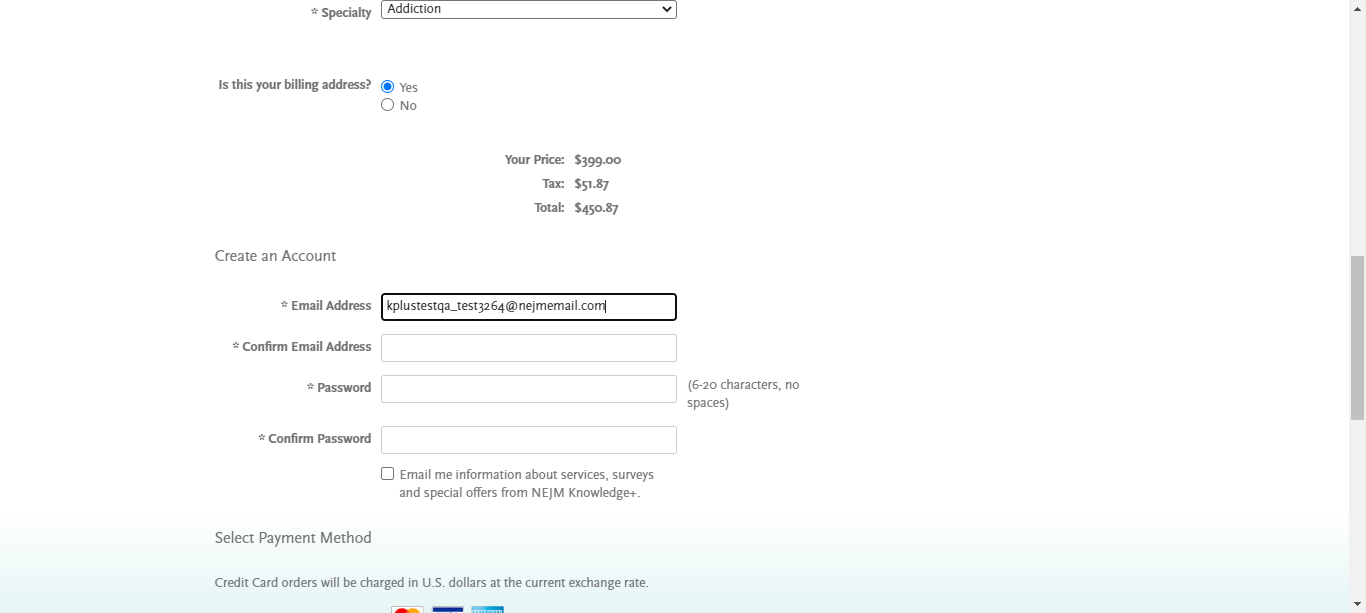 * Specialty Addiction
Is this your billing address? Yes
No
Your Price: $399.00
Tax: $51.87
Total: $450.87
Create an Account
* Email Address kplustestqa_test3264@nejmemail.com
* Confirm Email Address
* Password (6-20 characters, no
spaces)
* Confirm Password
Email me information about services, surveys
and special offers from NEJM Knowledge+.
Select Payment Method
Credit Card orders will be charged in U.S. dollars at the current exchange rate.